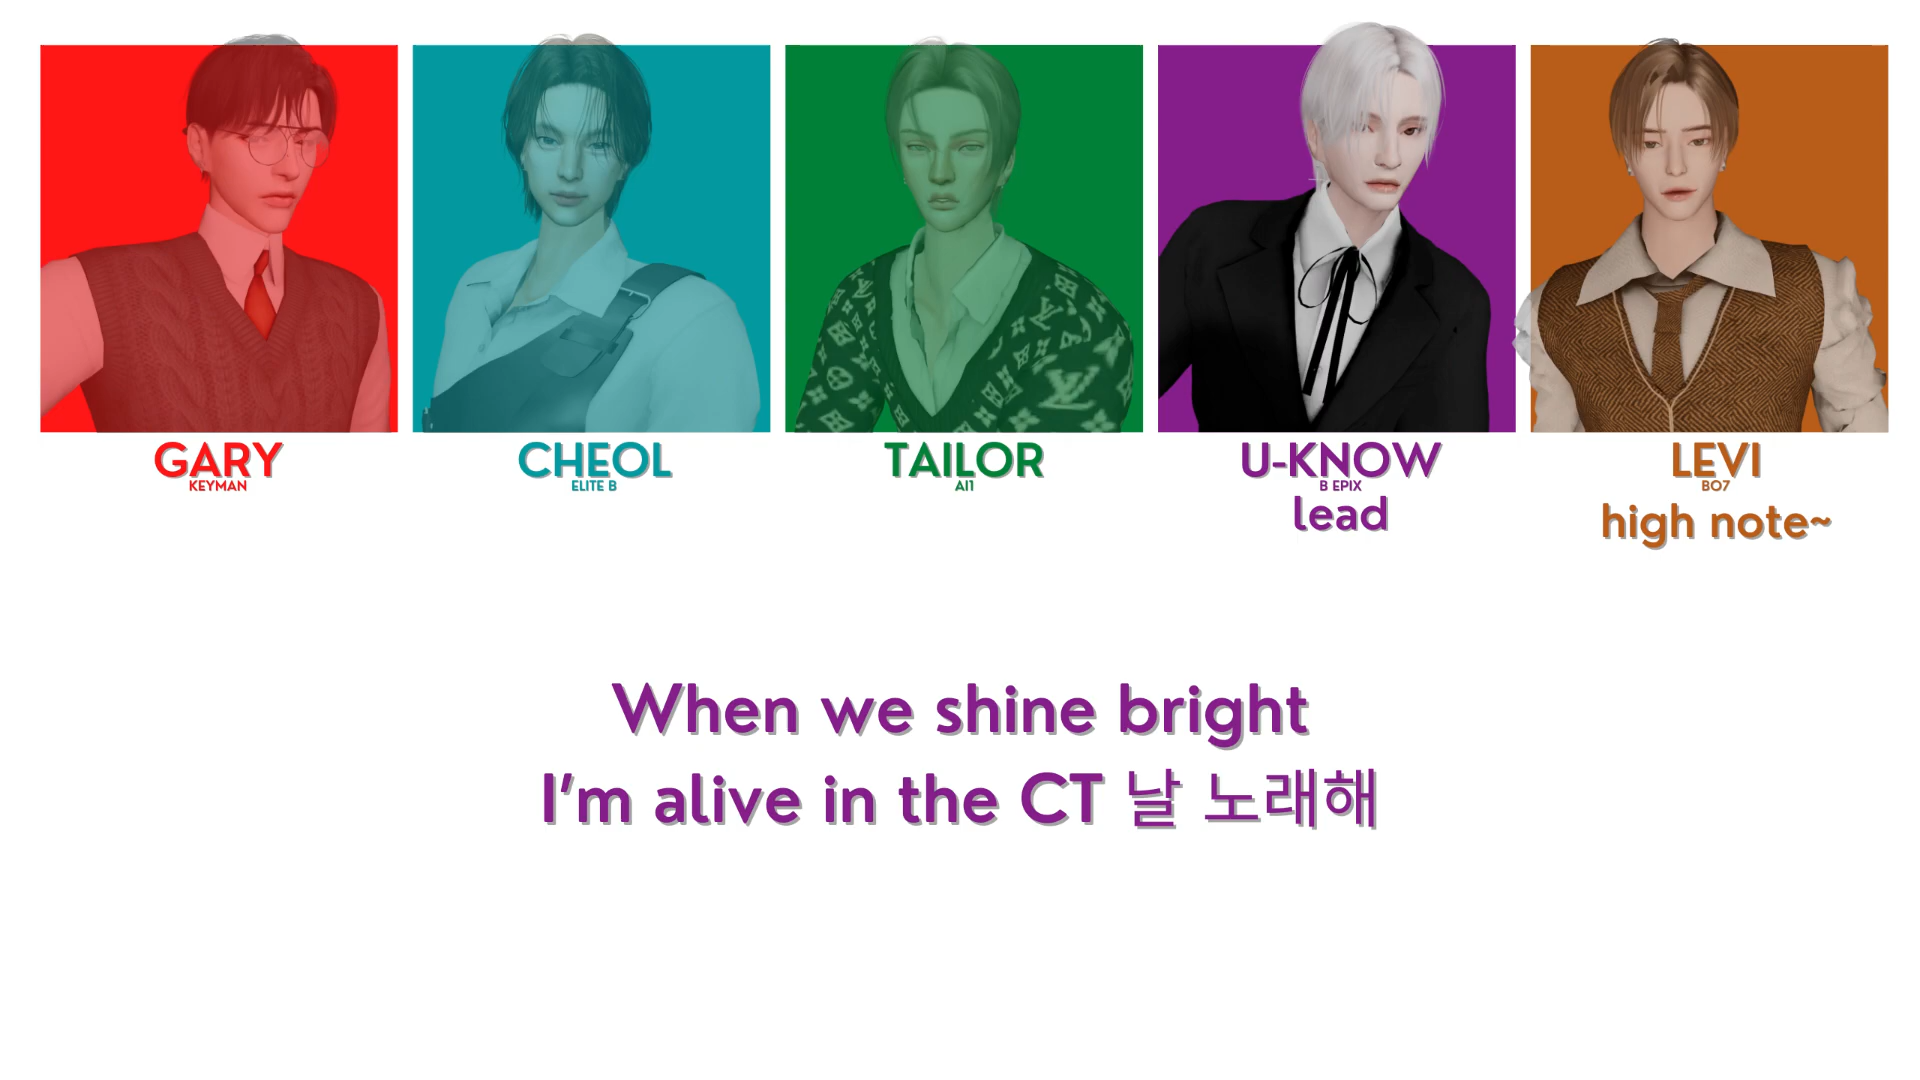 GARY
KEYMAN
CHEOL
ELITE B
TAILOR
AI1
U-KNOW
B EPIX
lead
LEVI
BO7
high note~
When we shine bright
I'm alive in the CT 날 노래해